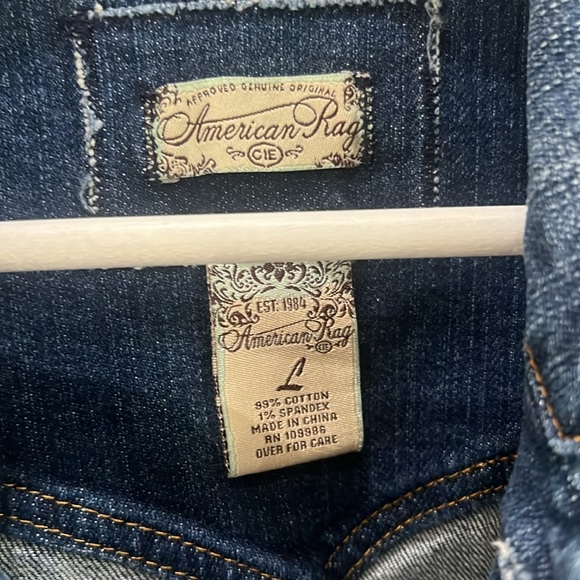 APPROVED GENUINE ORIGINAL
American Rag
CIE
EST. 1984
American Rag
CIE
L
99% COTTON
1% SPANDEX
MADE IN CHINA
RN 109986
OVER FOR CARE